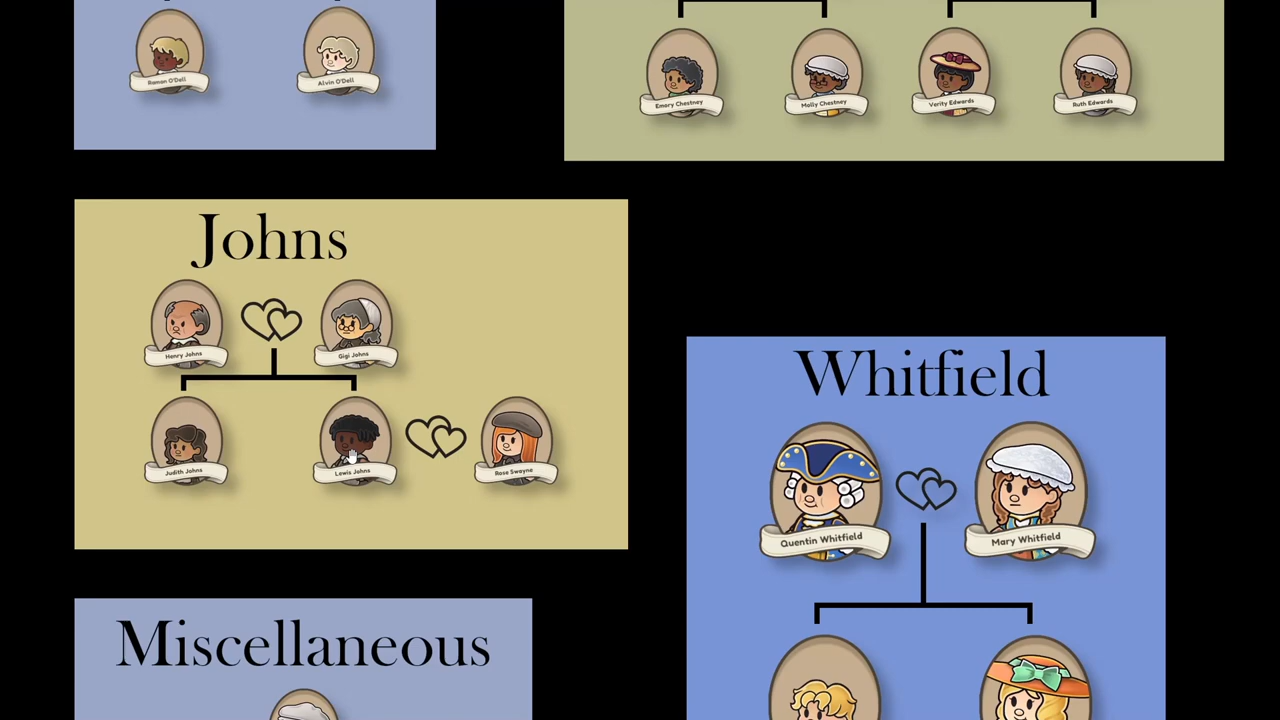 Raman O'Dell
Alvin O'Dell
Emory Chestney
Molly Chestney
Verity Edwards
Ruth Edwards
Johns
Henry Johns
Gigi Johns
Judith Johns
Lewis Johns
Rose Swayne
Whitfield
Quentin Whitfield
Mary Whitfield
Miscellaneous